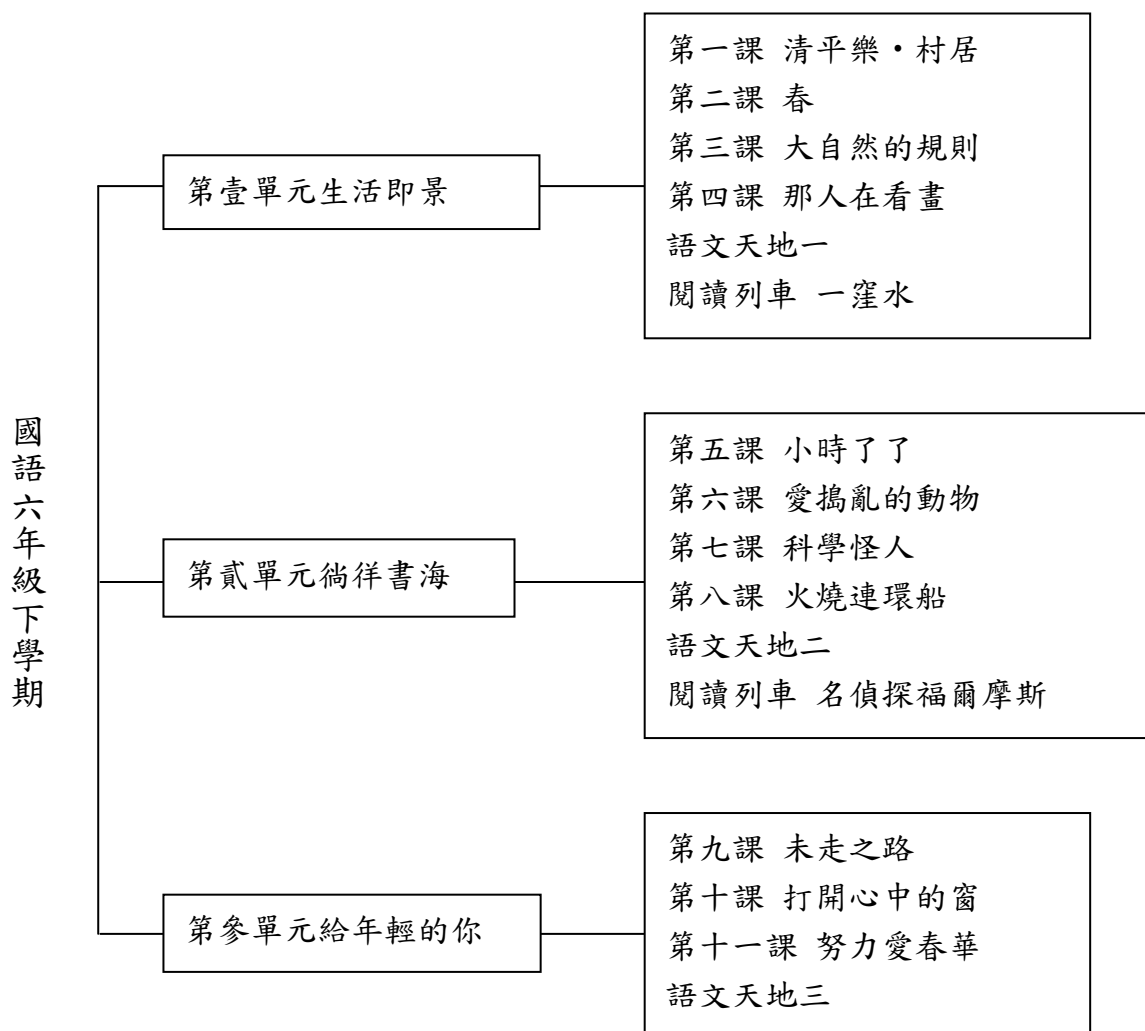 國語六年級下學期
第壹單元生活即景
第一課 清平樂・村居
第二課 春
第三課 大自然的規則
第四課 那人在看畫
語文天地一
閱讀列車 一窪水
第貳單元徜徉書海
第五課 小時了了
第六課 愛搗亂的動物
第七課 科學怪人
第八課 火燒連環船
語文天地二
閱讀列車 名偵探福爾摩斯
第參單元給年輕的你
第九課 未走之路
第十課 打開心中的窗
第十一課 努力愛春華
語文天地三